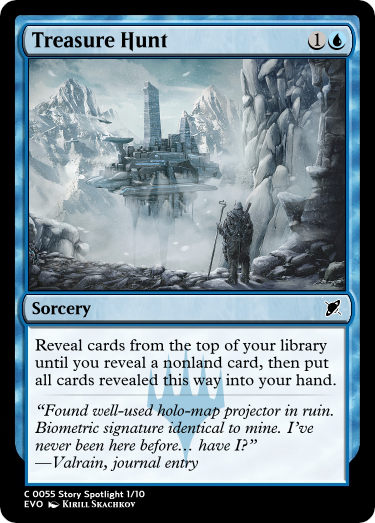 Treasure Hunt 1
Sorcery
Reveal cards from the top of your library
until you reveal a nonland card, then put
all cards revealed this way into your hand.
“Found well-used holo-map projector in ruin.
Biometric signature identical to mine. I’ve
never been here before… have I?”
—Valrain, journal entry
C 0055 Story Spotlight 1/10
EVO Kirill Skachkov